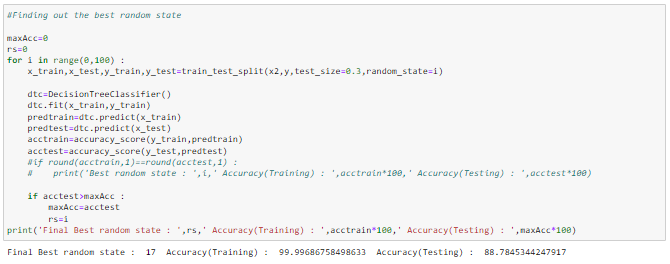 #Finding out the best random state
maxAcc=0
rs=0
for i in range(0,100) :
x_train,x_test,y_train,y_test=train_test_split(x2,y,test_size=0.3,random_state=i)
dtc=DecisionTreeClassifier()
dtc.fit(x_train,y_train)
predtrain=dtc.predict(x_train)
predtest=dtc.predict(x_test)
acctrain=accuracy_score(y_train,predtrain)
acctest=accuracy_score(y_test,predtest)
#if round(acctrain,1)==round(acctest,1) :
#    print('Best random state : ',i,' Accuracy(Training) : ',acctrain*100,' Accuracy(Testing) : ',acctest*100)
if acctest>maxAcc :
maxAcc=acctest
rs=i
print('Final Best random state : ',rs,' Accuracy(Training) : ',acctrain*100,' Accuracy(Testing) : ',maxAcc*100)
Final Best random state :  17  Accuracy(Training) :  99.99686758498633  Accuracy(Testing) :  88.7845344247917